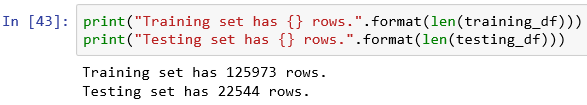 In [43]: print("Training set has {} rows.".format(len(training_df)))
print("Testing set has {} rows.".format(len(testing_df)))
Training set has 125973 rows.
Testing set has 22544 rows.